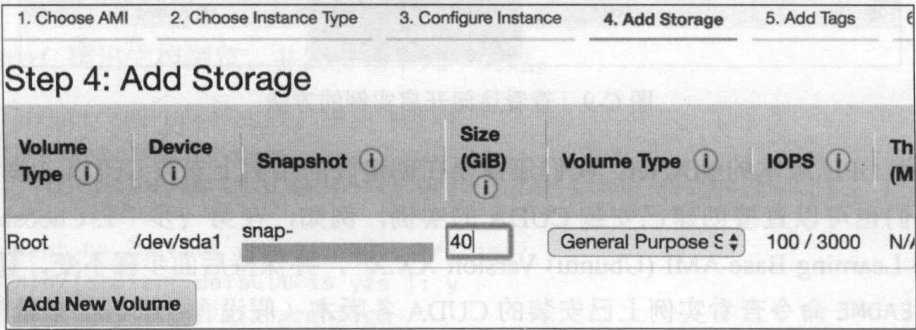 1. Choose AMI 2. Choose Instance Type 3. Configure Instance 4. Add Storage 5. Add Tags 6
Step 4: Add Storage
Volume Type Device Snapshot Size (GiB) Volume Type IOPS Th (M
Root /dev/sda1 snap- 40 General Purpose S 100 / 3000 N/A
Add New Volume